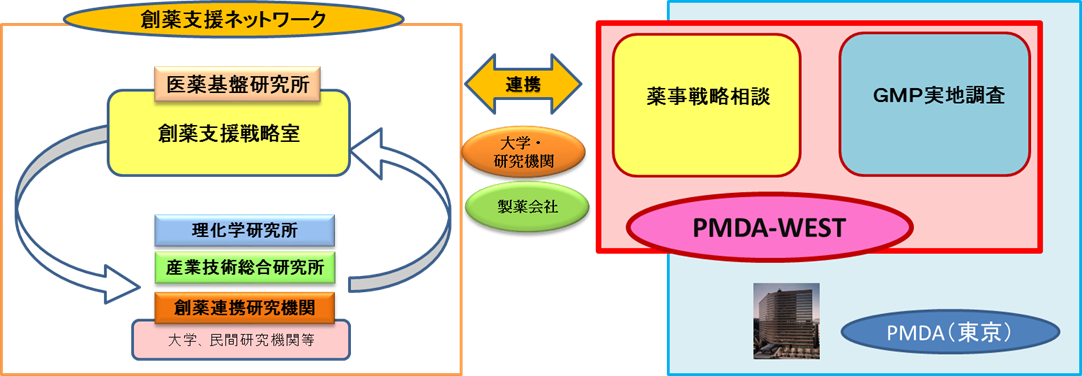 創薬支援ネットワーク
医薬基盤研究所
創薬支援戦略室
理化学研究所
産業技術総合研究所
創薬連携研究機関
大学、民間研究機関等
連携
大学・
研究機関
製薬会社
薬事戦略相談
GMP実地調査
PMDA-WEST
PMDA(東京)